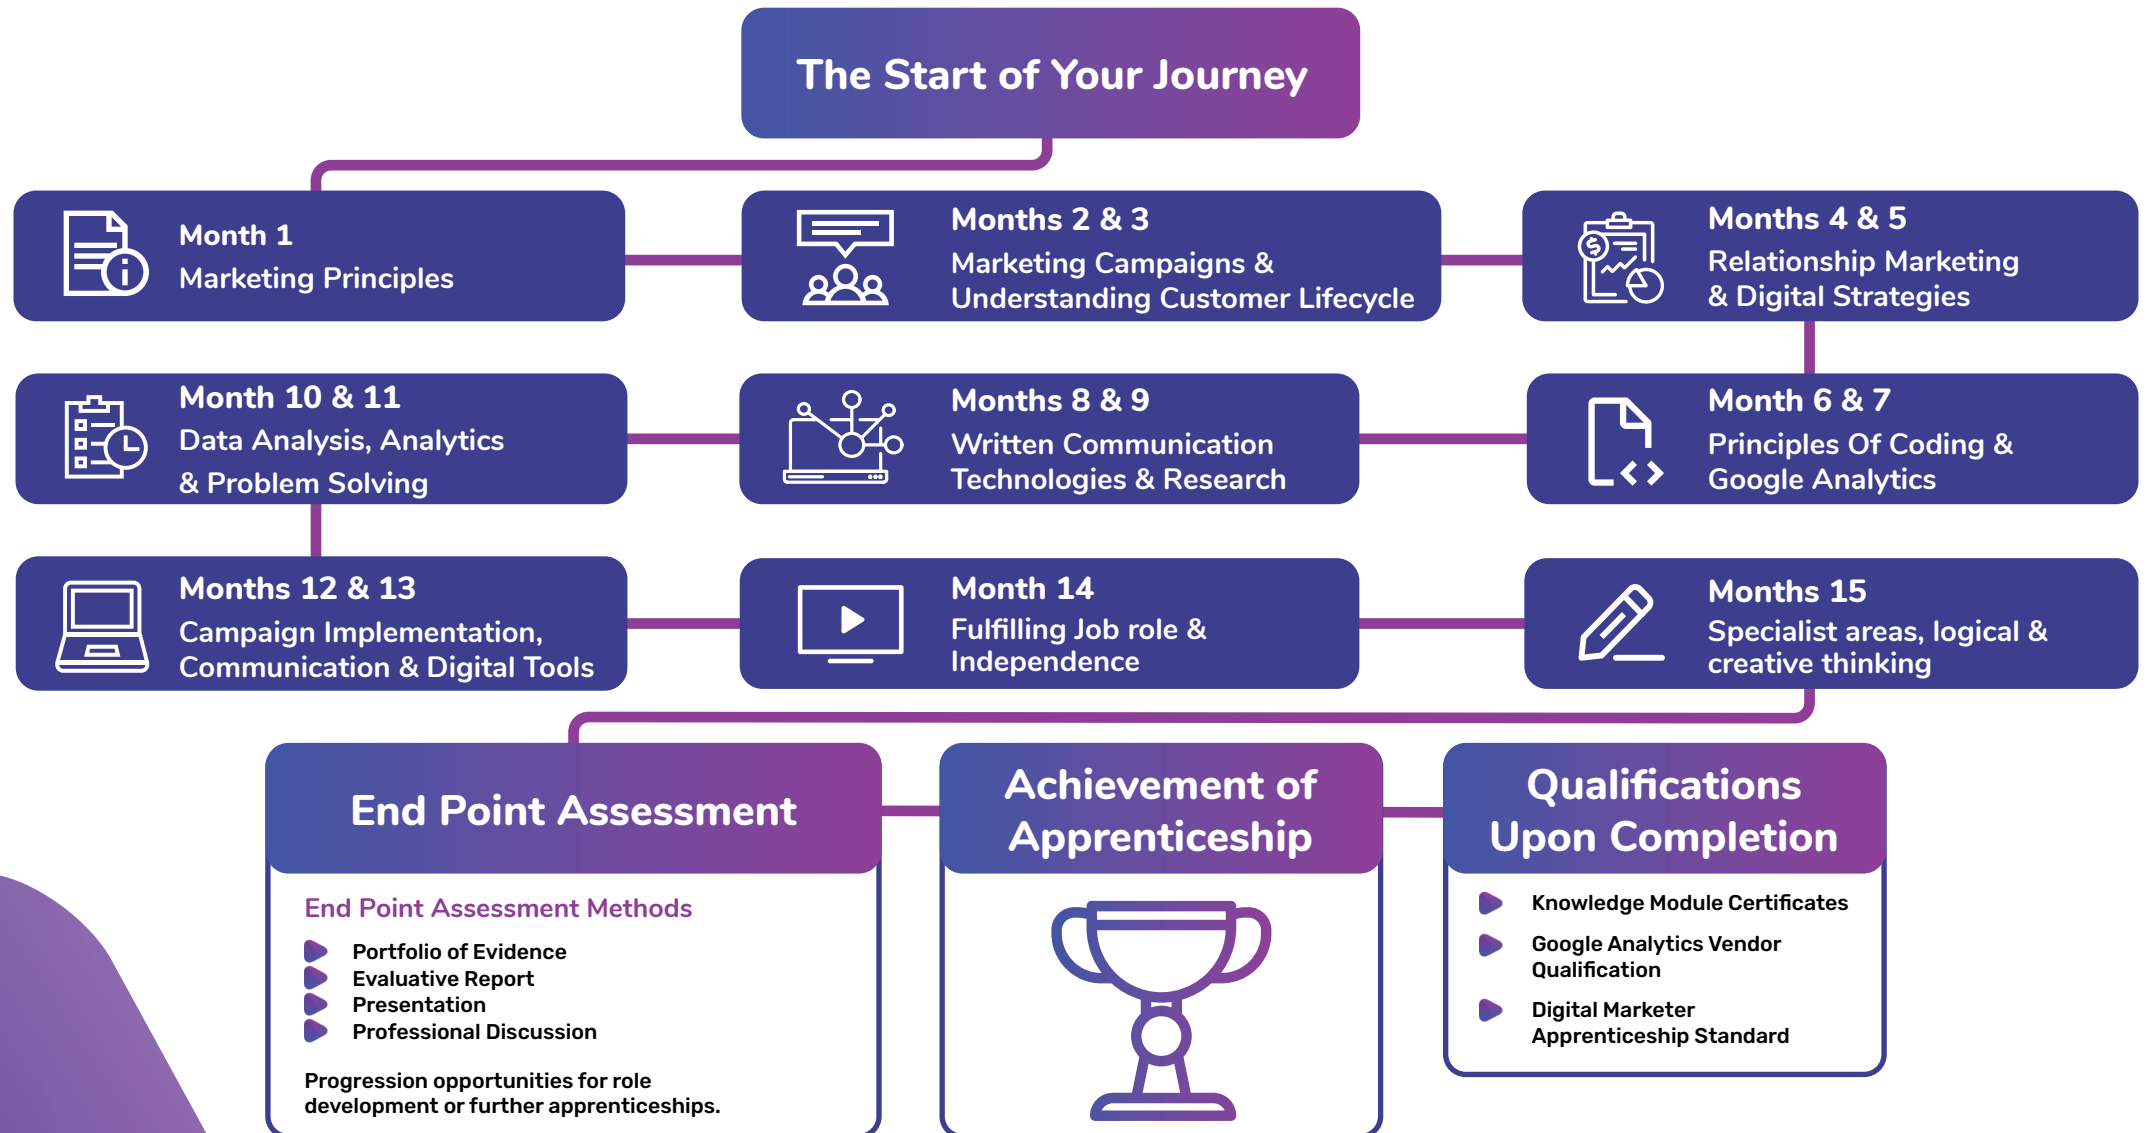 The Start of Your Journey
Month 1
Marketing Principles
Months 2 & 3
Marketing Campaigns &
Understanding Customer Lifecycle
Months 4 & 5
Relationship Marketing
& Digital Strategies
Month 6 & 7
Principles Of Coding &
Google Analytics
Months 8 & 9
Written Communication
Technologies & Research
Month 10 & 11
Data Analysis, Analytics
& Problem Solving
Months 12 & 13
Campaign Implementation,
Communication & Digital Tools
Month 14
Fulfilling Job role &
Independence
Months 15
Specialist areas, logical &
creative thinking
End Point Assessment
End Point Assessment Methods
Portfolio of Evidence
Evaluative Report
Presentation
Professional Discussion
Progression opportunities for role
development or further apprenticeships.
Achievement of
Apprenticeship
Qualifications
Upon Completion
Knowledge Module Certificates
Google Analytics Vendor
Qualification
Digital Marketer
Apprenticeship Standard